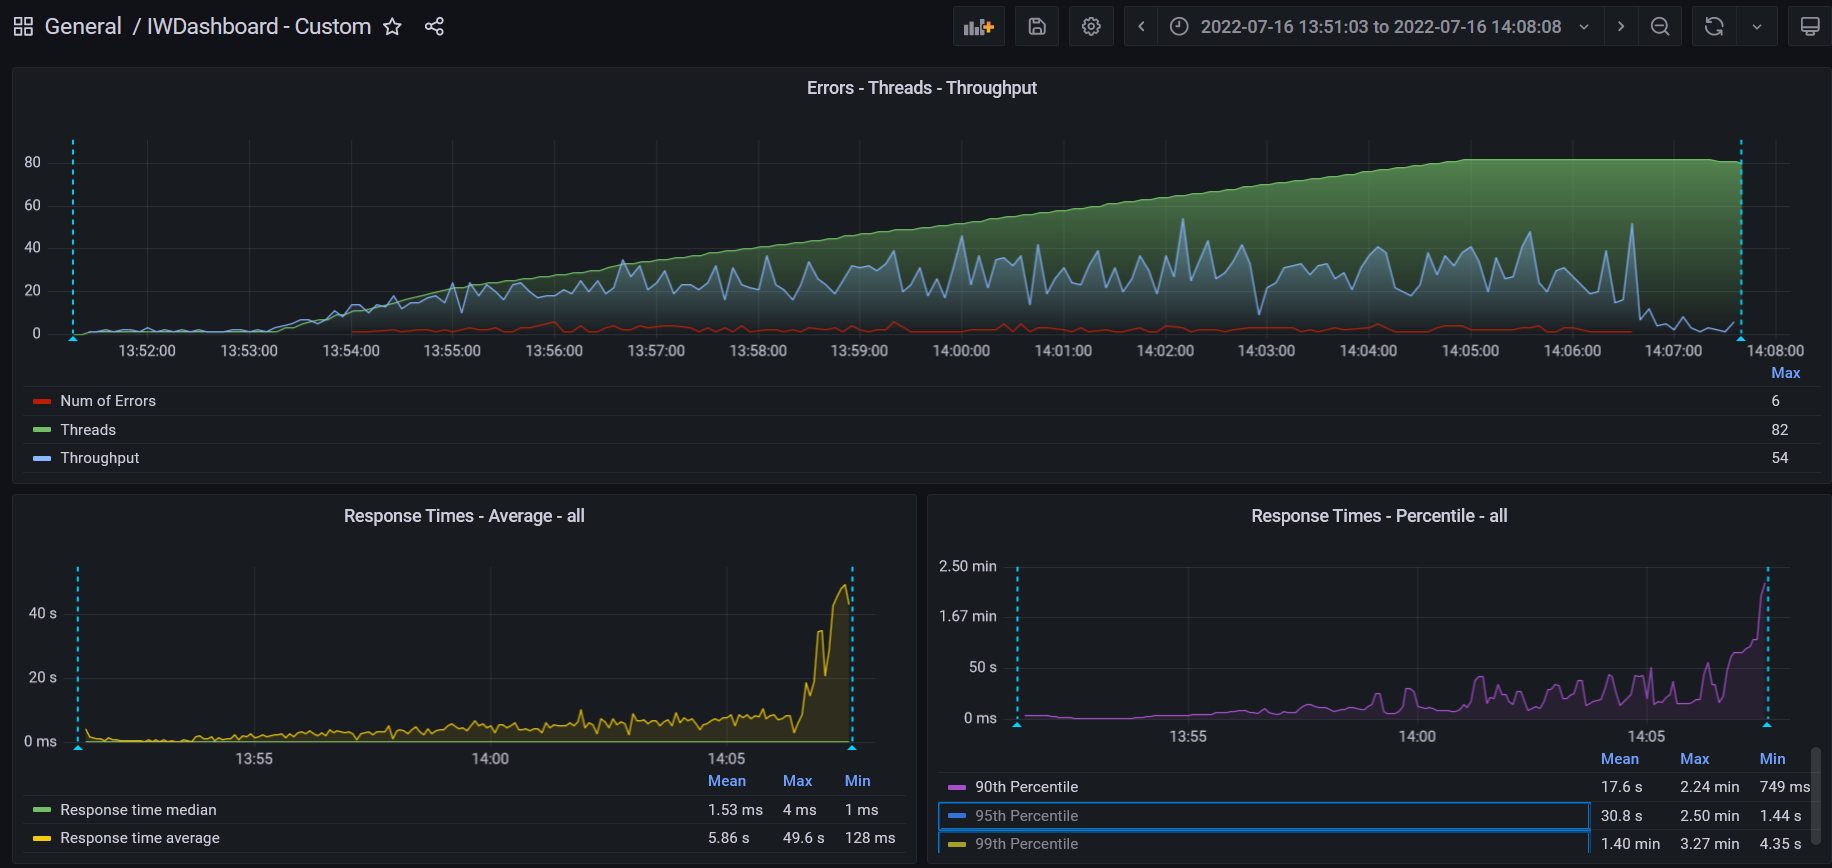 General / IWDashboard - Custom
2022-07-16 13:51:03 to 2022-07-16 14:08:08
Errors - Threads - Throughput
80
60
40
20
0
13:52:00 13:53:00 13:54:00 13:55:00 13:56:00 13:57:00 13:58:00 13:59:00 14:00:00 14:01:00 14:02:00 14:03:00 14:04:00 14:05:00 14:06:00 14:07:00 14:08:00
Max
Num of Errors 6
Threads 82
Throughput 54
Response Times - Average - all
40 s
20 s
0 ms
13:55 14:00 14:05
Mean Max Min
Response time median 1.53 ms 4 ms 1 ms
Response time average 5.86 s 49.6 s 128 ms
Response Times - Percentile - all
2.50 min
1.67 min
50 s
0 ms
13:55 14:00 14:05
Mean Max Min
90th Percentile 17.6 s 2.24 min 749 ms
95th Percentile 30.8 s 2.50 min 1.44 s
99th Percentile 1.40 min 3.27 min 4.35 s